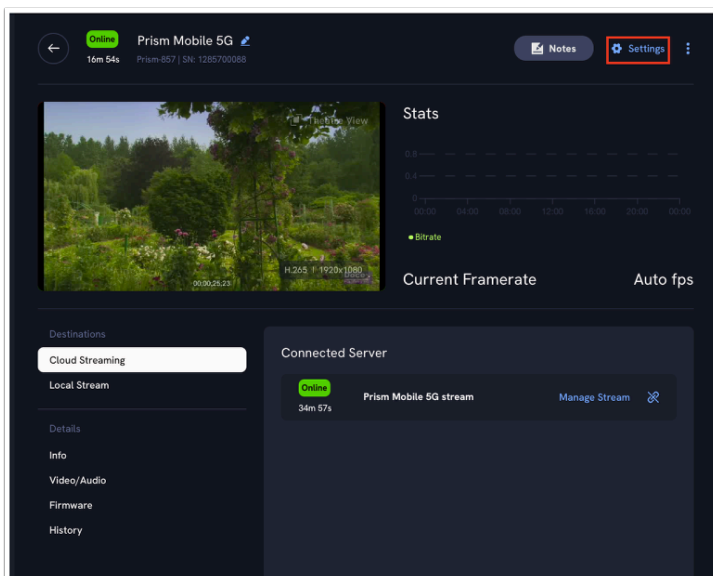 Online
Prism Mobile 5G
Notes
Settings
16m 54s
Prism-857 | SN: 1285700088
Theatre View
H.265 | 1920x1080
00:00:25;23
Stats
0.8
0.4
0
00:00 04:00 08:00 12:00 16:00 20:00 00:00
Bitrate
Current Framerate
Auto fps
Destinations
Cloud Streaming
Local Stream
Details
Info
Video/Audio
Firmware
History
Connected Server
Online
34m 57s
Prism Mobile 5G stream
Manage Stream